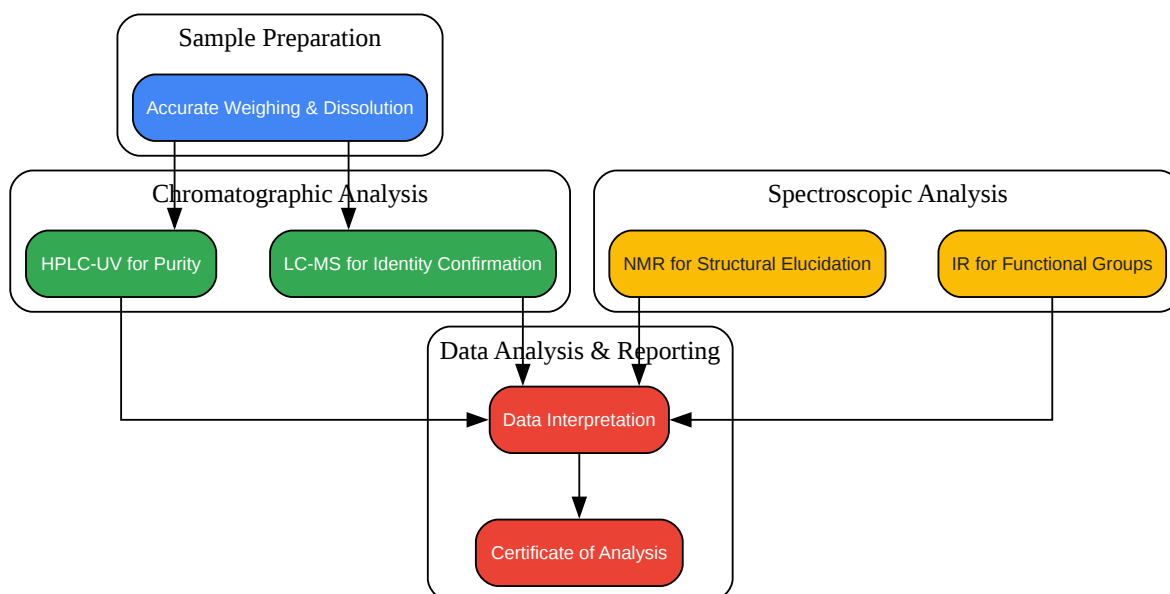 Sample Preparation
Accurate Weighing & Dissolution
Chromatographic Analysis
Spectroscopic Analysis
HPLC-UV for Purity
LC-MS for Identity Confirmation
NMR for Structural Elucidation
IR for Functional Groups
Data Analysis & Reporting
Data Interpretation
Certificate of Analysis